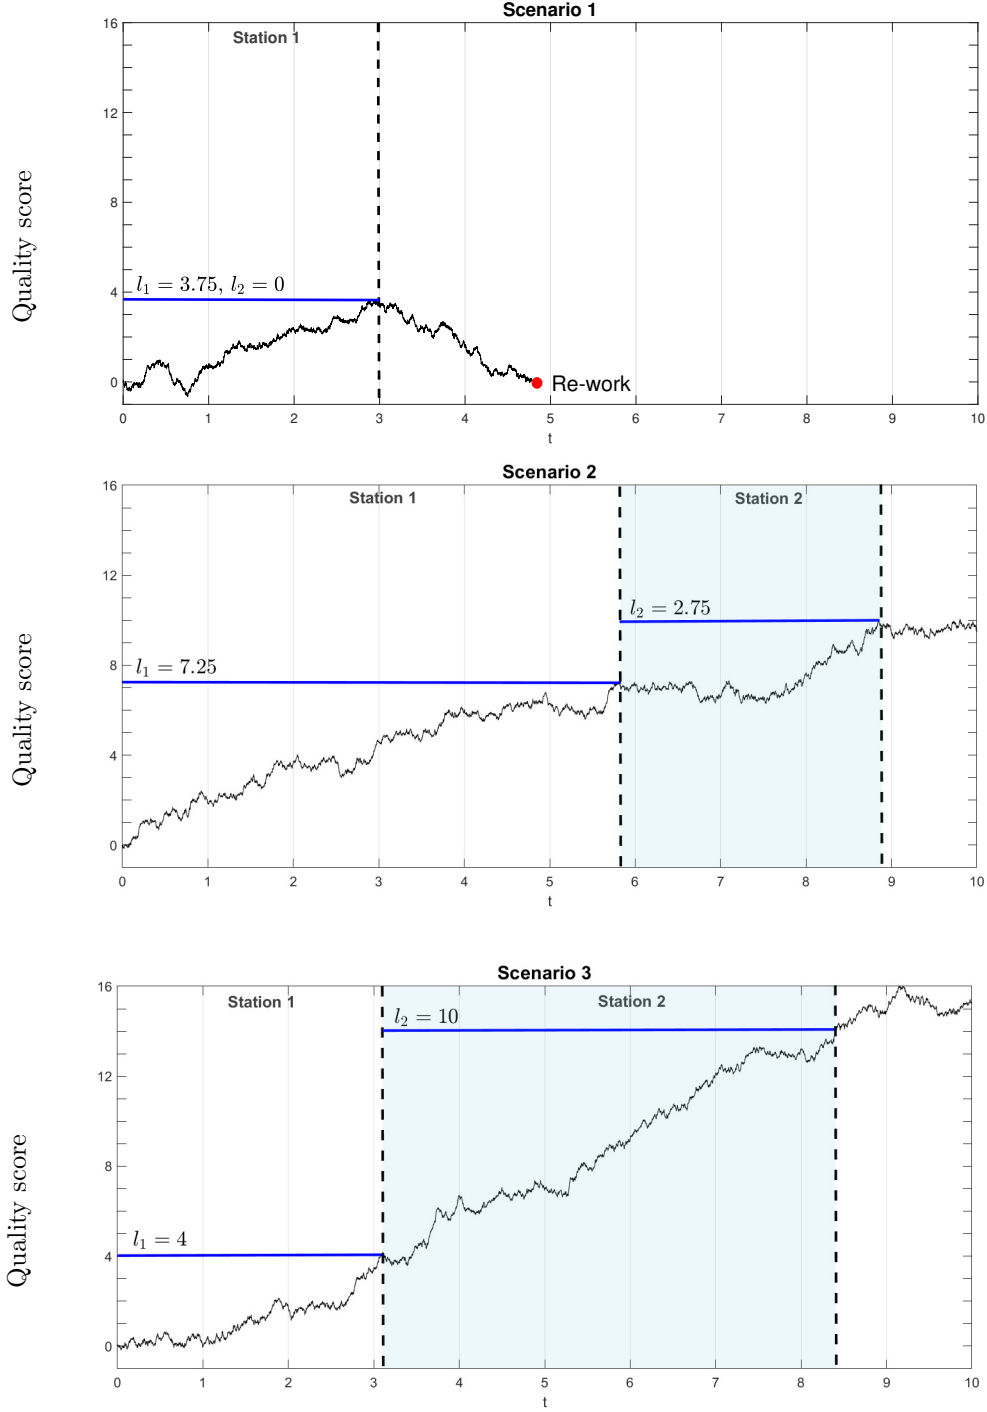 Scenario 1
Station 1
Quality score
16
12
8
4
0
l₁ = 3.75, l₂ = 0
Re-work
0 1 2 3 4 5 6 7 8 9 10
t
Scenario 2
Station 1
Station 2
Quality score
16
12
8
4
0
l₂ = 2.75
l₁ = 7.25
0 1 2 3 4 5 6 7 8 9 10
t
Scenario 3
Station 1
Station 2
Quality score
16
12
8
4
0
l₂ = 10
l₁ = 4
0 1 2 3 4 5 6 7 8 9 10
t